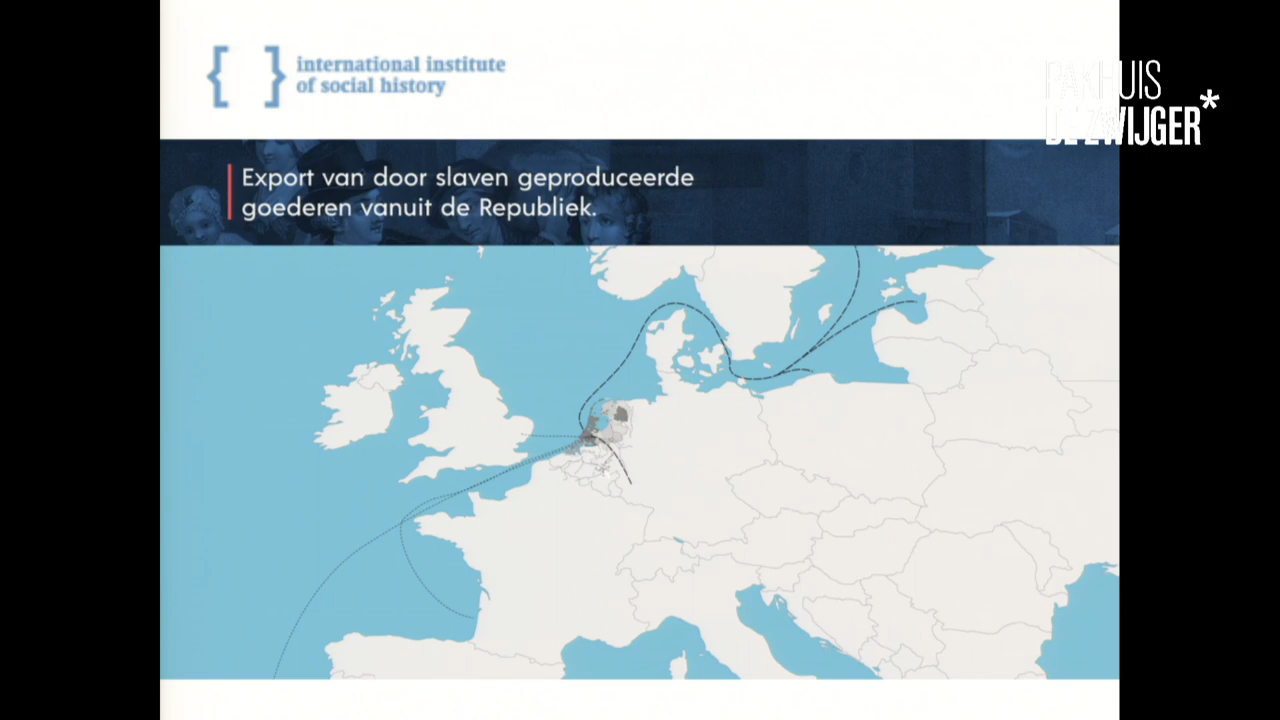 international institute
of social history
PAKHUIS
DE ZWIJGER*
Export van door slaven geproduceerde
goederen vanuit de Republiek.